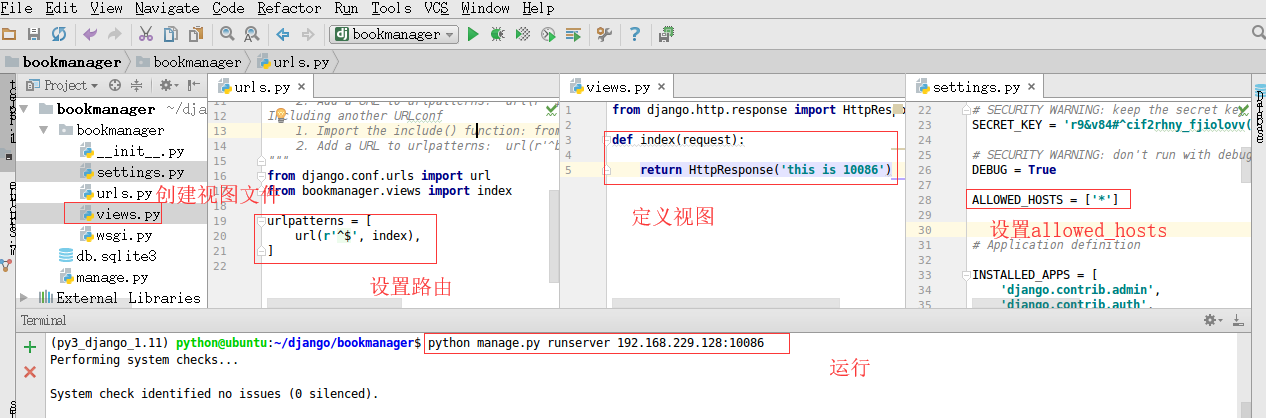 File Edit View Navigate Code Refactor Run Tools VCS Window Help
bookmanager
bookmanager bookmanager urls.py
Project
bookmanager ~/dja
bookmanager
__init__.py
settings.py
urls.py
views.py
wsgi.py
db.sqlite3
manage.py
External Libraries
创建视图文件
urls.py
11 2. Add a URL to urlpatterns: url(r'
12 Including another URLconf
13 1. Import the include() function: from
14 2. Add a URL to urlpatterns: url(r'^b
15 """
16 from django.conf.urls import url
17 from bookmanager.views import index
18
19 urlpatterns = [
20 url(r'^$', index),
21 ]
22
设置路由
views.py
1 from django.http.response import HttpResp
2
3 def index(request):
4
5 return HttpResponse('this is 10086')
定义视图
settings.py
22 # SECURITY WARNING: keep the secret key
23 SECRET_KEY = 'r9&v84#^cif2rhny_fjiolovv(
24
25 # SECURITY WARNING: don't run with debug
26 DEBUG = True
27
28 ALLOWED_HOSTS = ['*']
29
30
31 # Application definition
32
33 INSTALLED_APPS = [
34 'django.contrib.admin',
35 'django.contrib.auth',
设置allowed_hosts
Terminal
(py3_django_1.11) python@ubuntu:~/django/bookmanager$ python manage.py runserver 192.168.229.128:10086
Performing system checks...
System check identified no issues (0 silenced).
运行